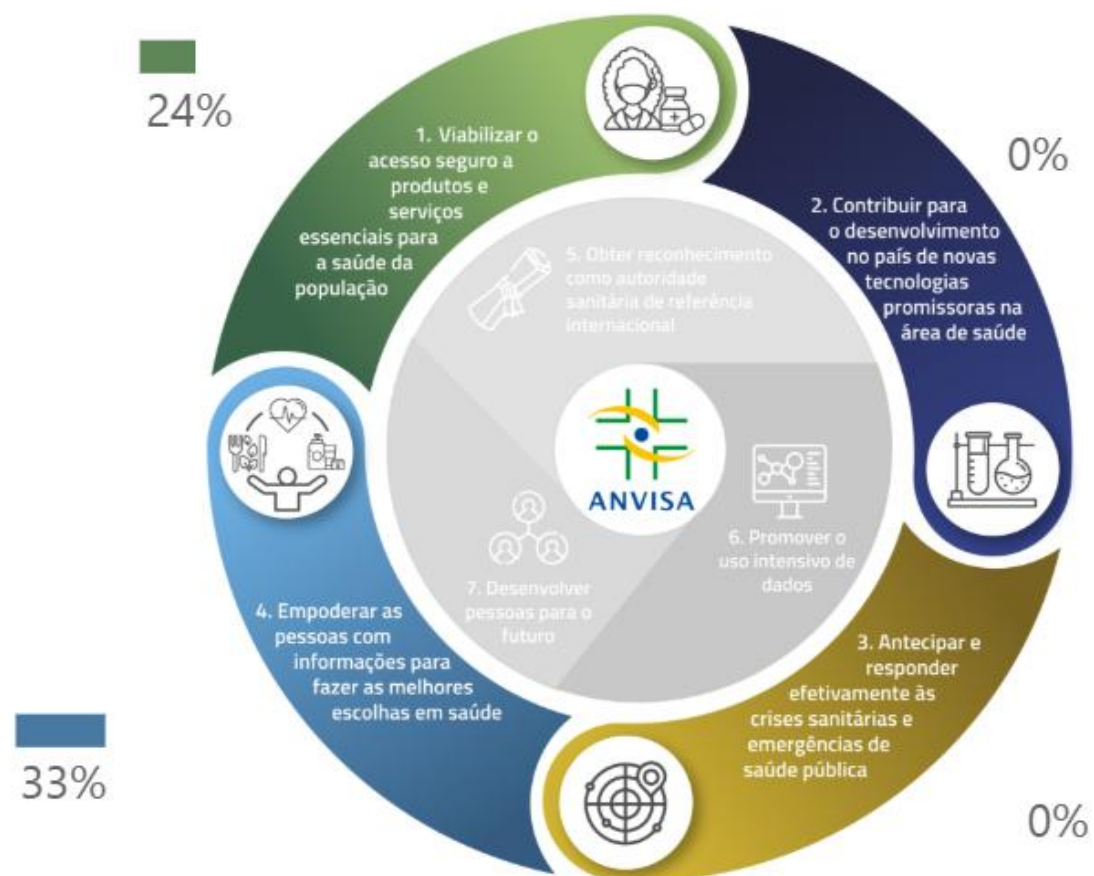 24%
1. Viabilizar o
acesso seguro a
produtos e
serviços
essenciais para
a saúde da
população
0%
2. Contribuir para
o desenvolvimento
no país de novas
tecnologias
promissoras na
área de saúde
5. Obter reconhecimento
como autoridade
sanitária de referência
internacional
ANVISA
6. Promover o
uso intensivo de
dados
7. Desenvolver
pessoas para o
futuro
4. Empoderar as
pessoas com
informações para
fazer as melhores
escolhas em saúde
3. Antecipar e
responder
efetivamente às
crises sanitárias e
emergências de
saúde pública
33%
0%